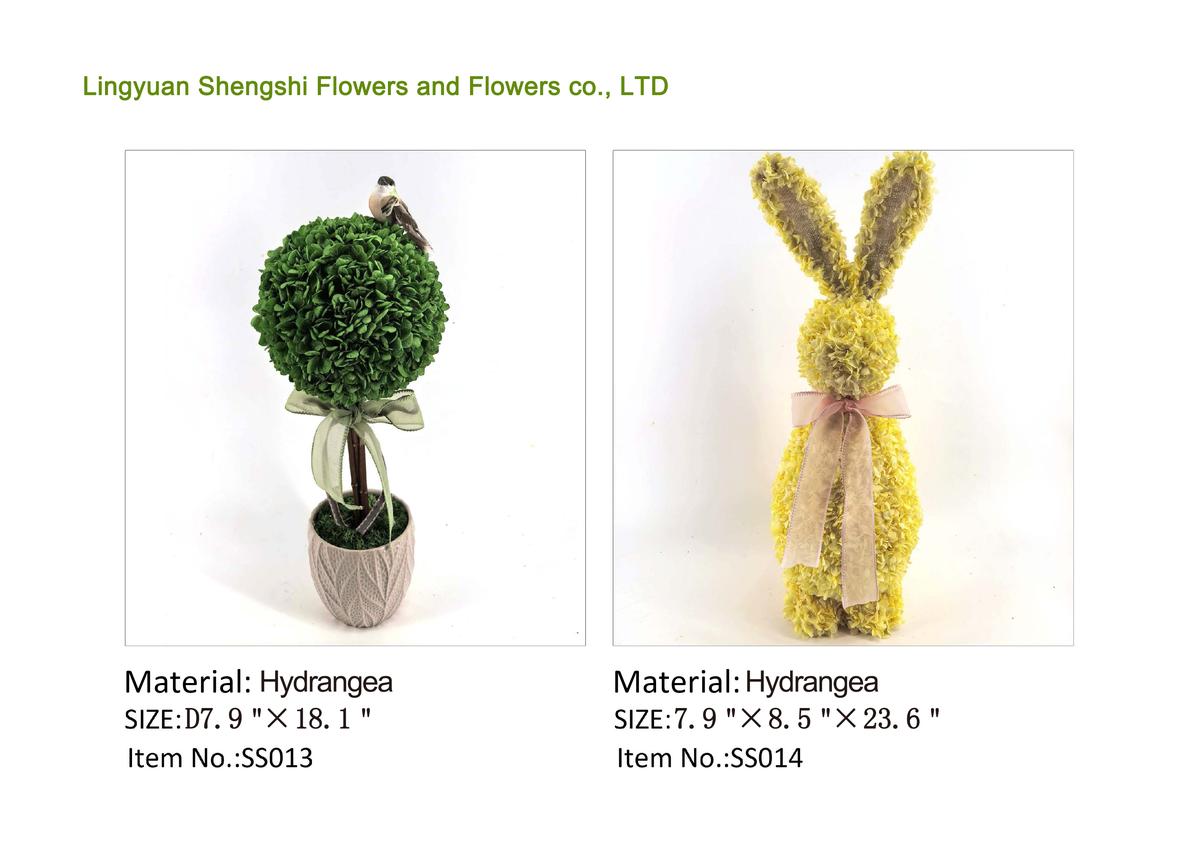 Lingyuan Shengshi Flowers and Flowers co., LTD
Material: Hydrangea
SIZE:D7.9"×18.1"
Item No.:SS013
Material: Hydrangea
SIZE:7.9"×8.5"×23.6"
Item No.:SS014